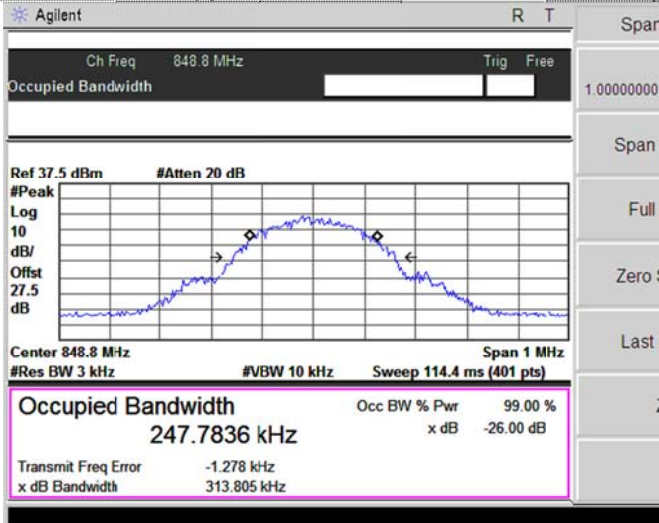 Agilent R T
Span
Ch Freq 848.8 MHz Trig Free
Occupied Bandwidth
1.00000000
Span
Ref 37.5 dBm #Atten 20 dB
#Peak
Log
10
dB/
Offst
27.5
dB
Full
Zero
Last
Center 848.8 MHz Span 1 MHz
#Res BW 3 kHz #VBW 10 kHz Sweep 114.4 ms (401 pts)
Occupied Bandwidth Occ BW % Pwr 99.00 %
247.7836 kHz x dB -26.00 dB
Transmit Freq Error -1.278 kHz
x dB Bandwidth 313.805 kHz